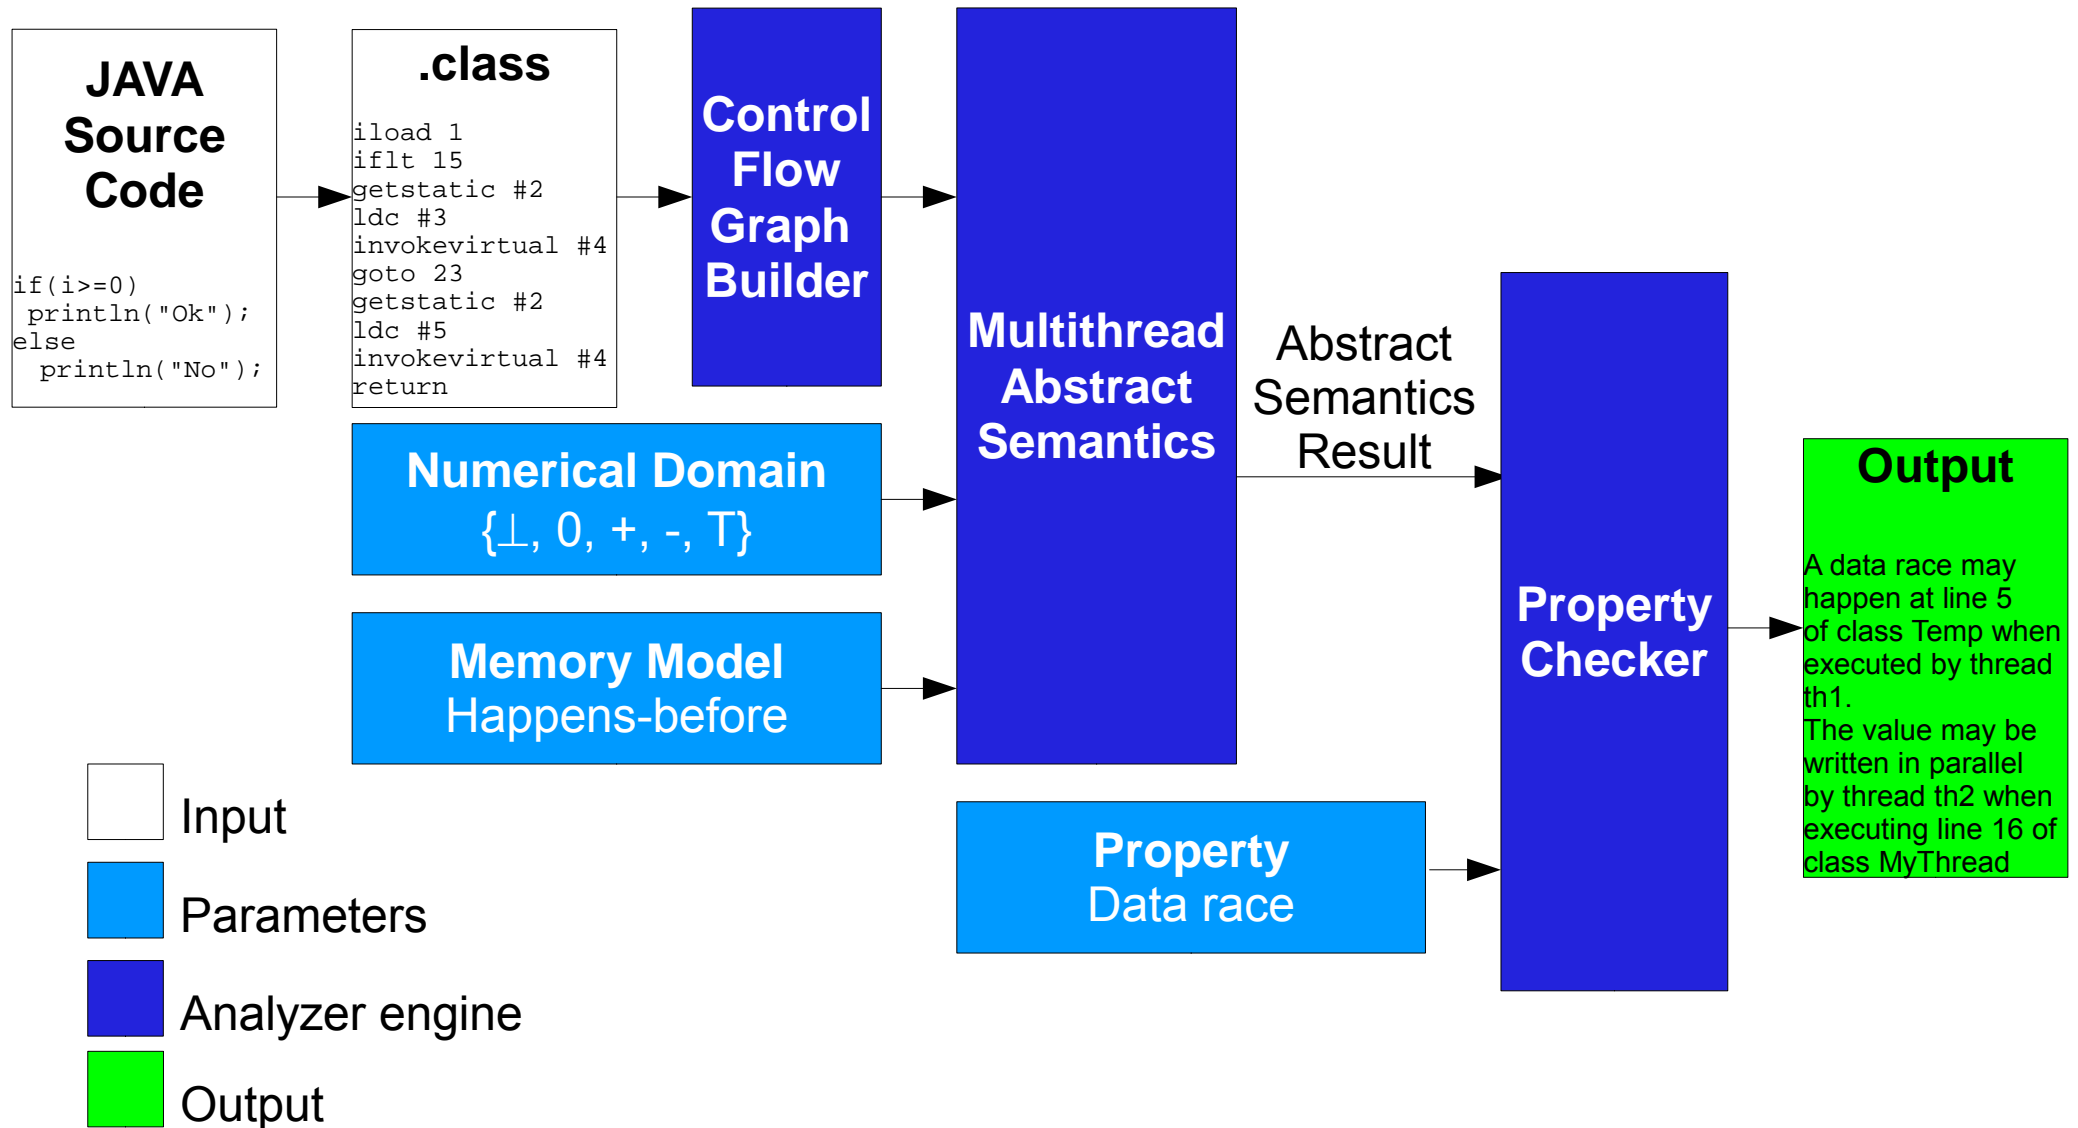 JAVA
Source
Code
if(i>=0)
println("Ok");
else
println("No");
.class
iload 1
iflt 15
getstatic #2
ldc #3
invokevirtual #4
goto 23
getstatic #2
ldc #5
invokevirtual #4
return
Control
Flow
Graph
Builder
Numerical Domain
{⊥, 0, +, -, T}
Memory Model
Happens-before
Multithread
Abstract
Semantics
Abstract
Semantics
Result
Property
Data race
Property
Checker
Output
A data race may
happen at line 5
of class Temp when
executed by thread
th1.
The value may be
written in parallel
by thread th2 when
executing line 16 of
class MyThread
Input
Parameters
Analyzer engine
Output